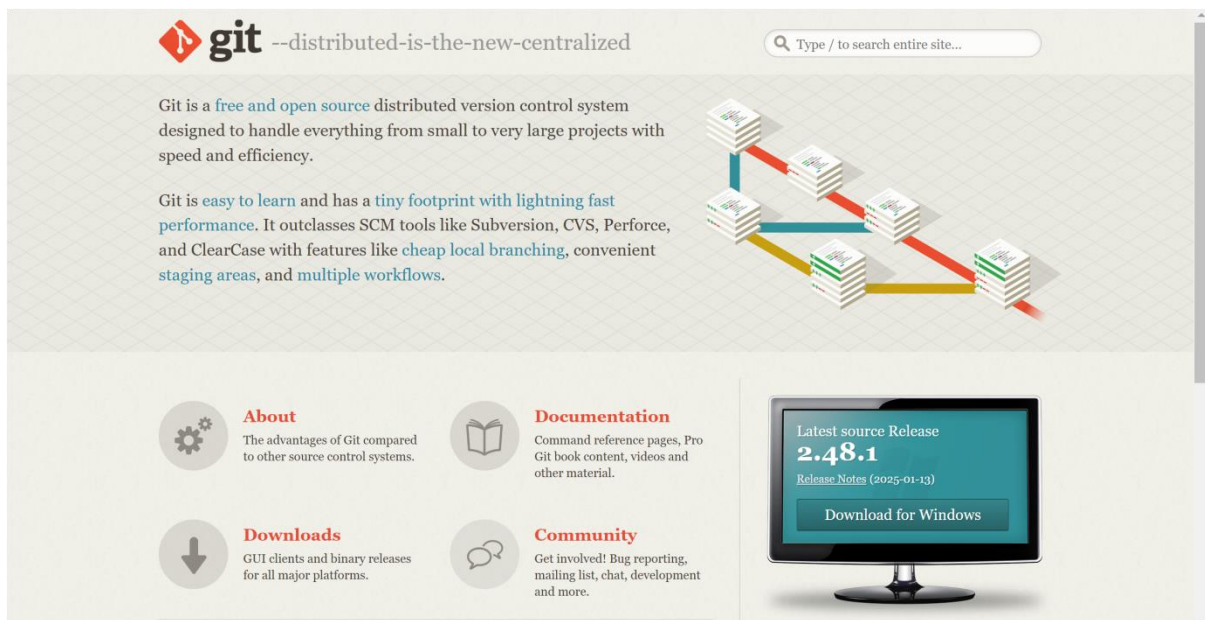 git --distributed-is-the-new-centralized
Type / to search entire site...
Git is a free and open source distributed version control system
designed to handle everything from small to very large projects with
speed and efficiency.
Git is easy to learn and has a tiny footprint with lightning fast
performance. It outclasses SCM tools like Subversion, CVS, Perforce,
and ClearCase with features like cheap local branching, convenient
staging areas, and multiple workflows.
About
The advantages of Git compared
to other source control systems.
Documentation
Command reference pages, Pro
Git book content, videos and
other material.
Downloads
GUI clients and binary releases
for all major platforms.
Community
Get involved! Bug reporting,
mailing list, chat, development
and more.
Latest source Release
2.48.1
Release Notes (2025-01-13)
Download for Windows